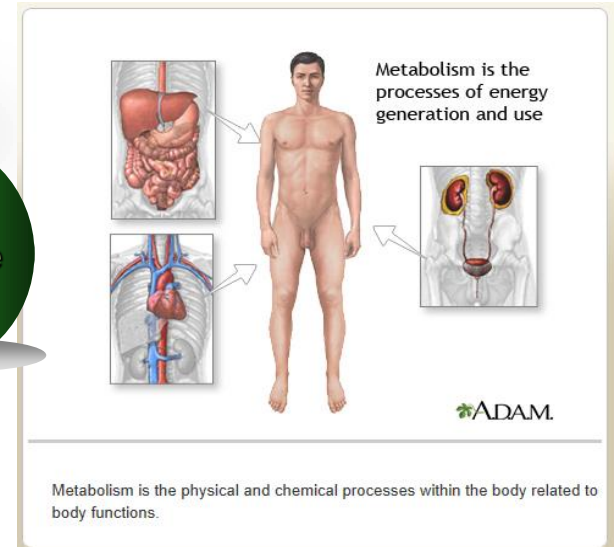 Metabolism is the
processes of energy
generation and use
A.D.A.M.
Metabolism is the physical and chemical processes within the body related to
body functions.